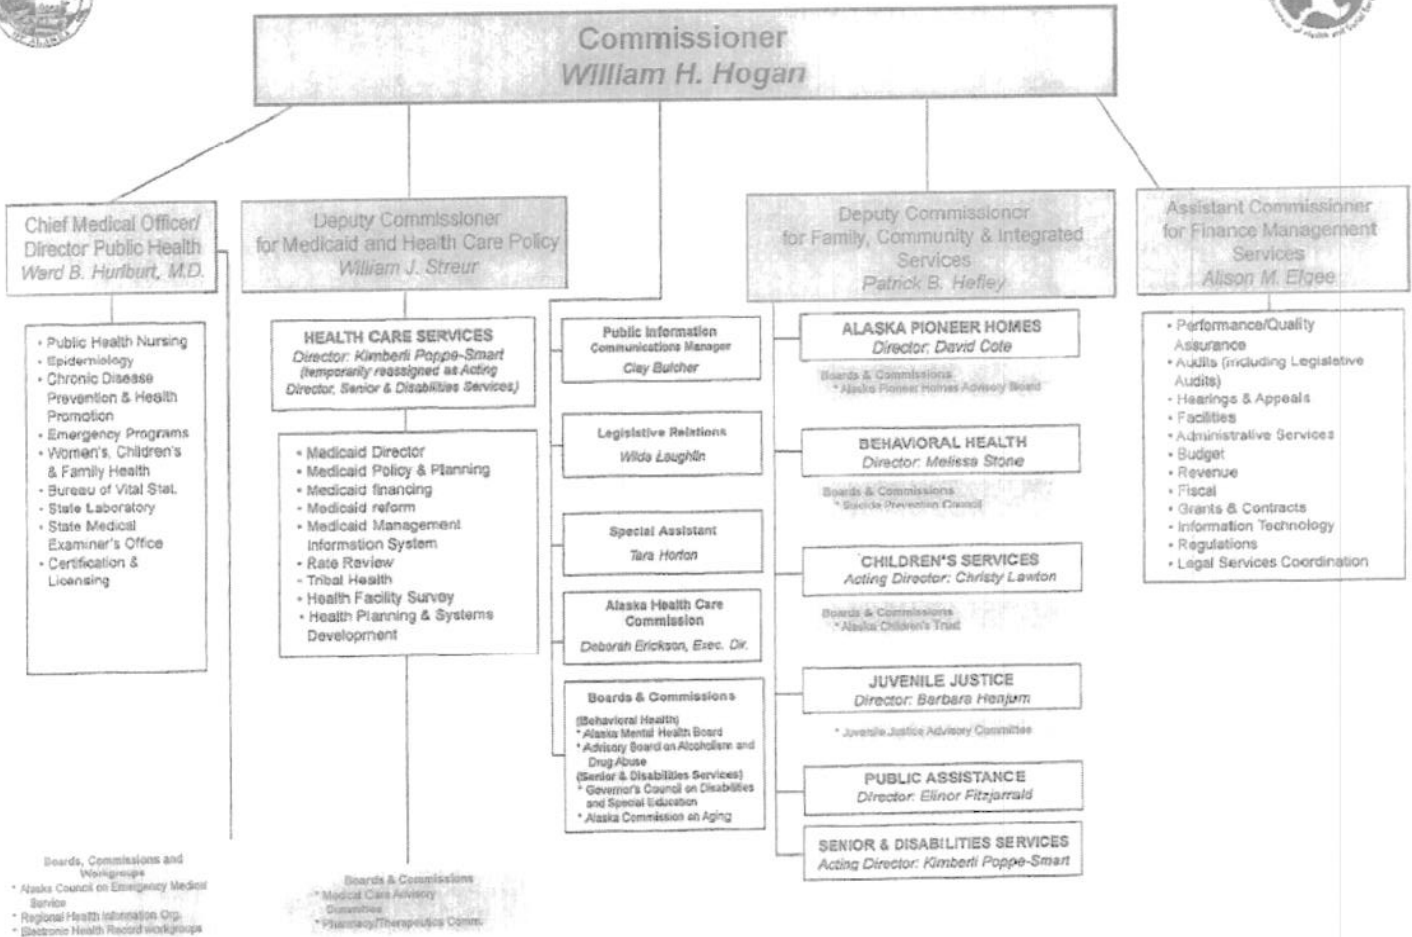 OF ALASKA
of Health and Social
Commissioner
William H. Hogan
Chief Medical Officer/
Director Public Health
Ward B. Hurlburt, M.D.
• Public Health Nursing
• Epidemiology
• Chronic Disease
Prevention & Health
Promotion
• Emergency Programs
• Women's, Children's
& Family Health
• Bureau of Vital Stat.
• State Laboratory
• State Medical
Examiner's Office
• Certification &
Licensing
Boards, Commissions and
Workgroups
* Alaska Council on Emergency Medical
Service
* Regional Health Information Org.
* Electronic Health Record workgroups
Deputy Commissioner
for Medicaid and Health Care Policy
William J. Streur
HEALTH CARE SERVICES
Director: Kimberli Poppe-Smart
(temporarily reassigned as Acting
Director, Senior & Disabilities Services)
• Medicaid Director
• Medicaid Policy & Planning
• Medicaid financing
• Medicaid reform
• Medicaid Management
Information System
• Rate Review
- Tribal Health
• Health Facility Survey
• Health Planning & Systems
Development
Boards & Commissions
* Medical Care Advisory
Committee
* Pharmacy/Therapeutics Comm.
Public Information
Communications Manager
Clay Butcher
Legislative Relations
Wilda Laughlin
Special Assistant
Tara Horton
Alaska Health Care
Commission
Deborah Erickson, Exec. Dir.
Boards & Commissions
(Behavioral Health)
* Alaska Mental Health Board
* Advisory Board on Alcoholism and
Drug Abuse
(Senior & Disabilities Services)
* Governor's Council on Disabilities
and Special Education
* Alaska Commission on Aging
Deputy Commissioner
for Family, Community & Integrated
Services
Patrick B. Hefley
ALASKA PIONEER HOMES
Director: David Cote
Boards & Commissions
* Alaska Pioneer Homes Advisory Board
BEHAVIORAL HEALTH
Director: Melissa Stone
Boards & Commissions
* Suicide Prevention Council
CHILDREN'S SERVICES
Acting Director: Christy Lawton
Boards & Commissions
* Alaska Children's Trust
JUVENILE JUSTICE
Director: Barbara Henjum
* Juvenile Justice Advisory Committee
PUBLIC ASSISTANCE
Director: Elinor Fitzjarrald
SENIOR & DISABILITIES SERVICES
Acting Director: Kimberli Poppe-Smart
Assistant Commissioner
for Finance Management
Services
Alison M. Elgee
• Performance/Quality
Assurance
• Audits (including Legislative
Audits)
• Hearings & Appeals
• Facilities
• Administrative Services
• Budget
• Revenue
• Fiscal
• Grants & Contracts
• Information Technology
• Regulations
• Legal Services Coordination